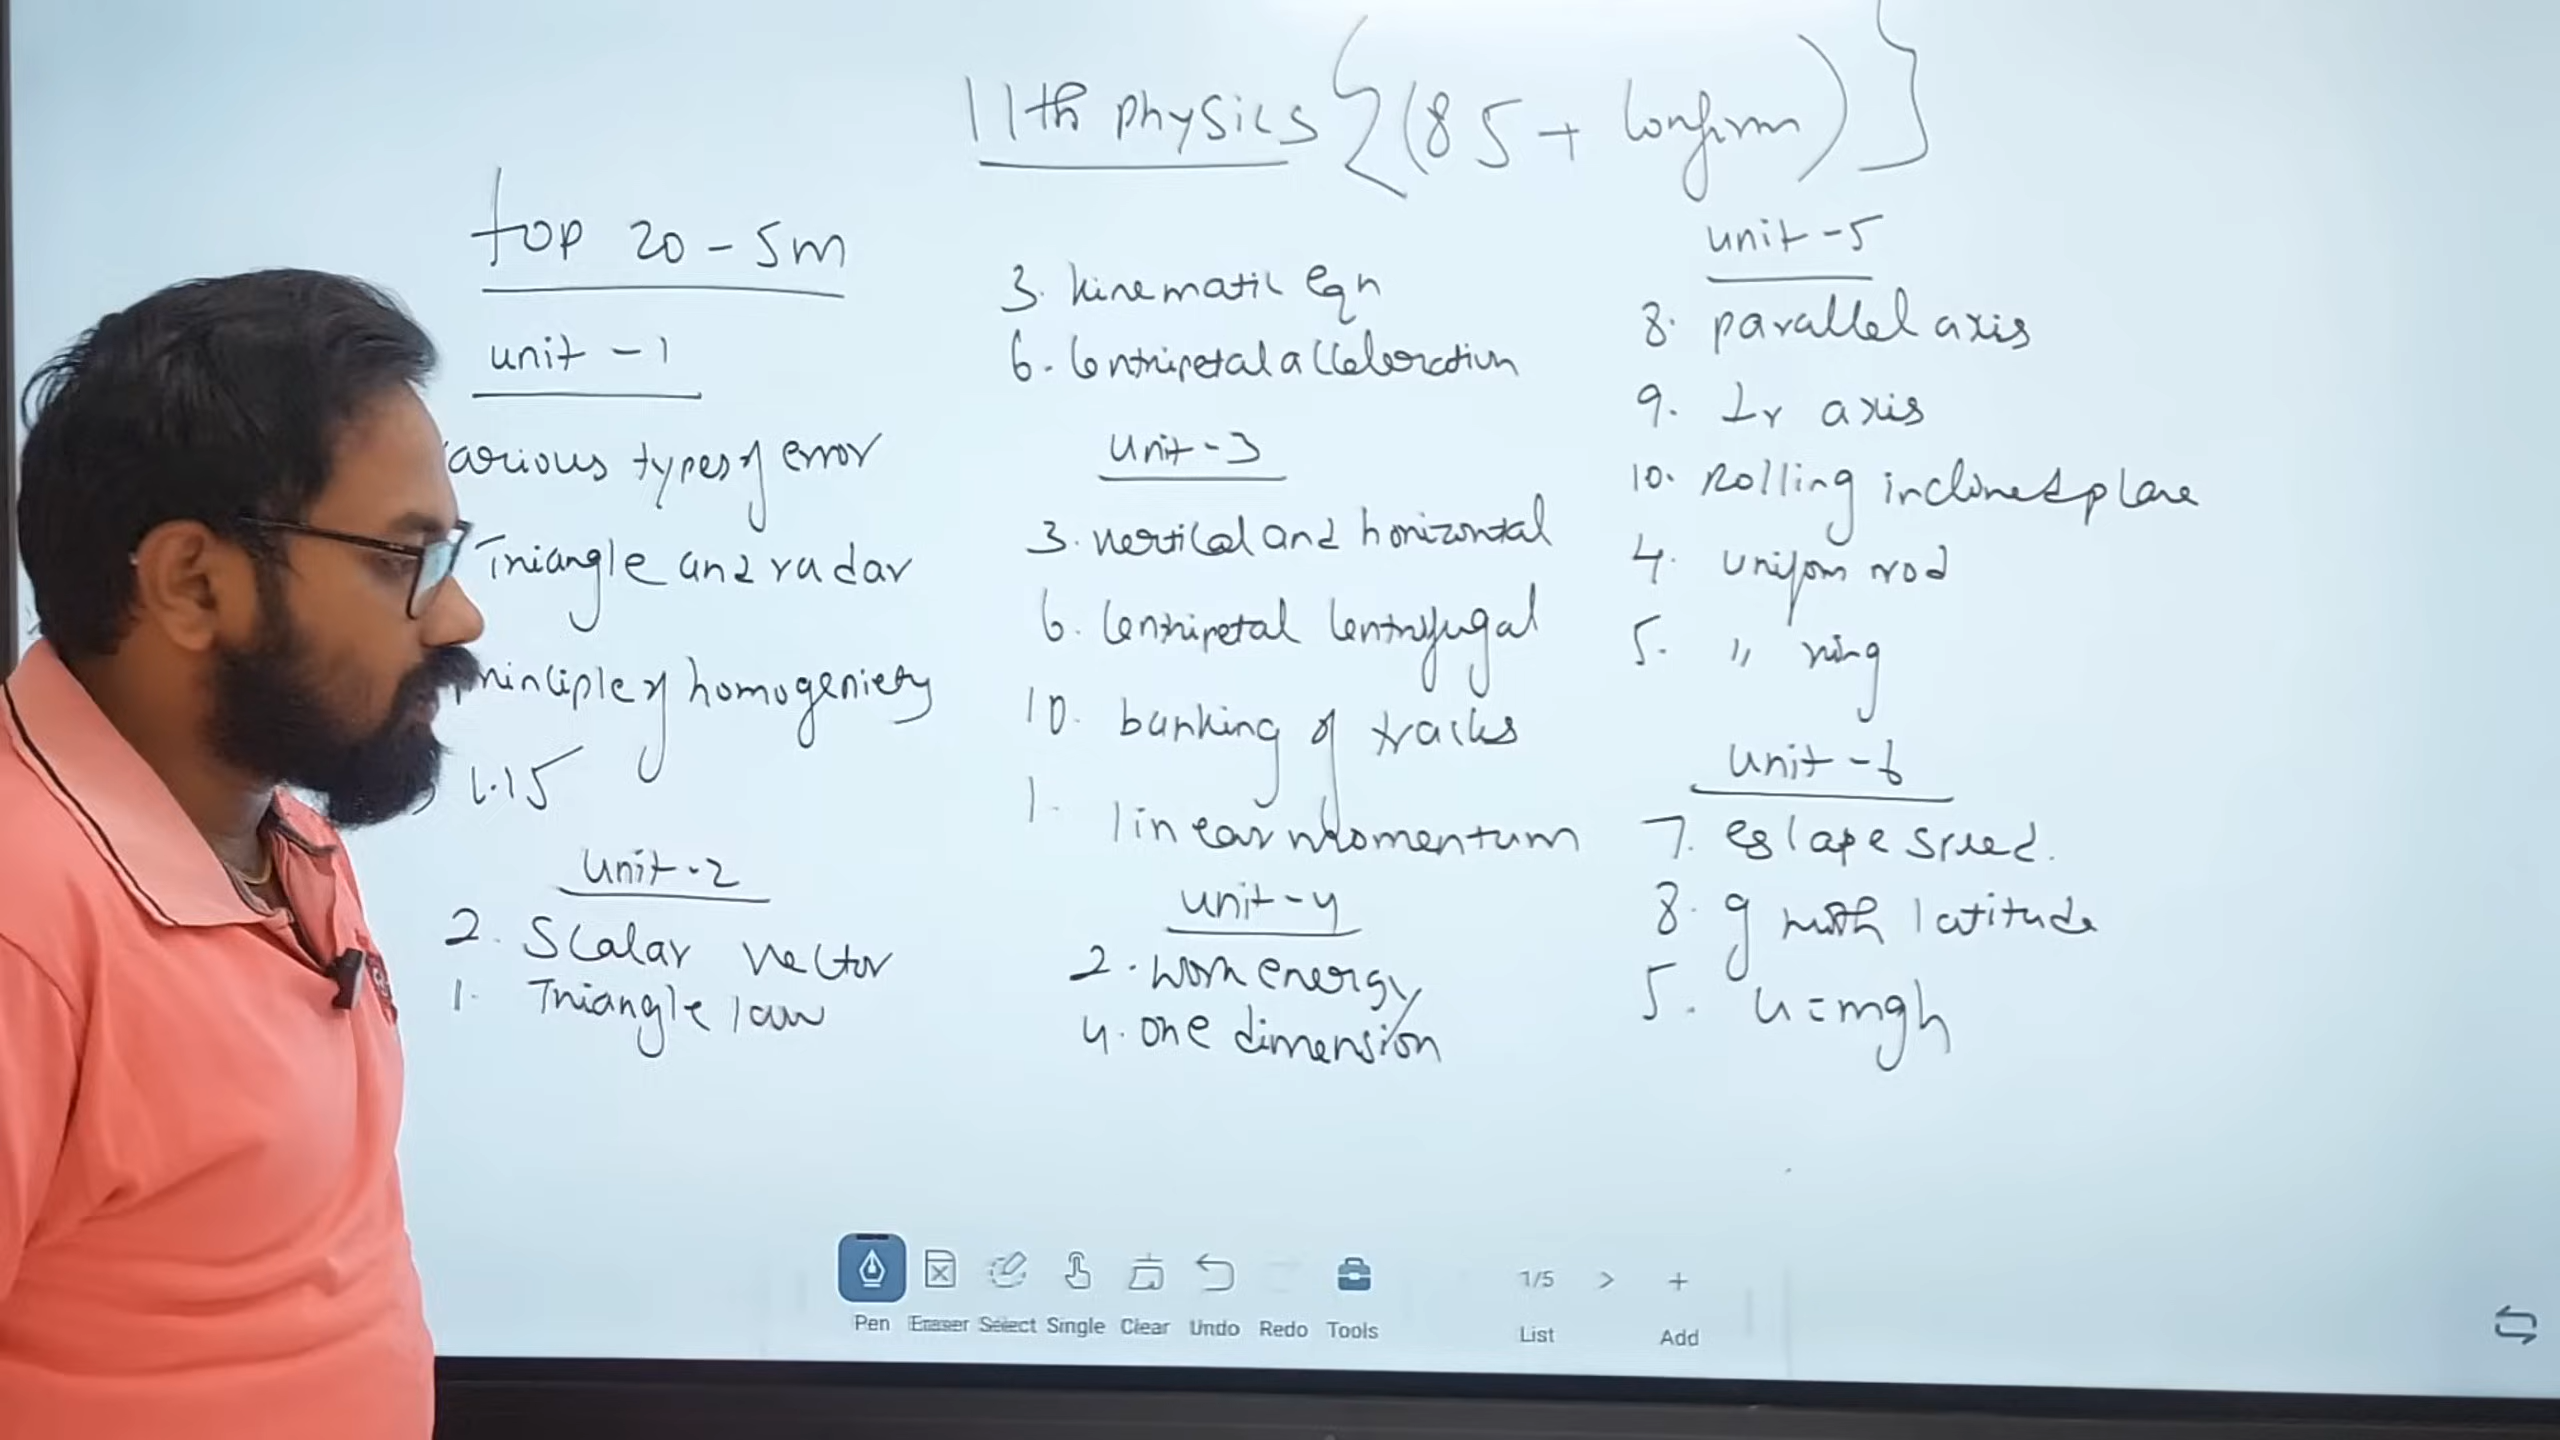 11th physics {(85+ Confirm)}
top 20 - 5m
unit - 1
various types of error
Triangle and radar
principle of homogeniety
1.15
unit - 2
2. Scalar vector
1. Triangle law
3. kinematic eqn
6. Centripetal acceleration
unit - 3
3. vertical and horizontal
6. Centripetal Centrifugal
10. banking of tracks
1. linear momentum
unit - 4
2. work energy
4. one dimension
unit - 5
8. parallel axis
9. ⊥r axis
10. Rolling inclined plane
4. uniform rod
5. 〃 ring
unit - 6
7. escape speed.
8. g with latitude
5. u = mgh
Pen Eraser Select Single Clear Undo Redo Tools
1/5 > +
List Add